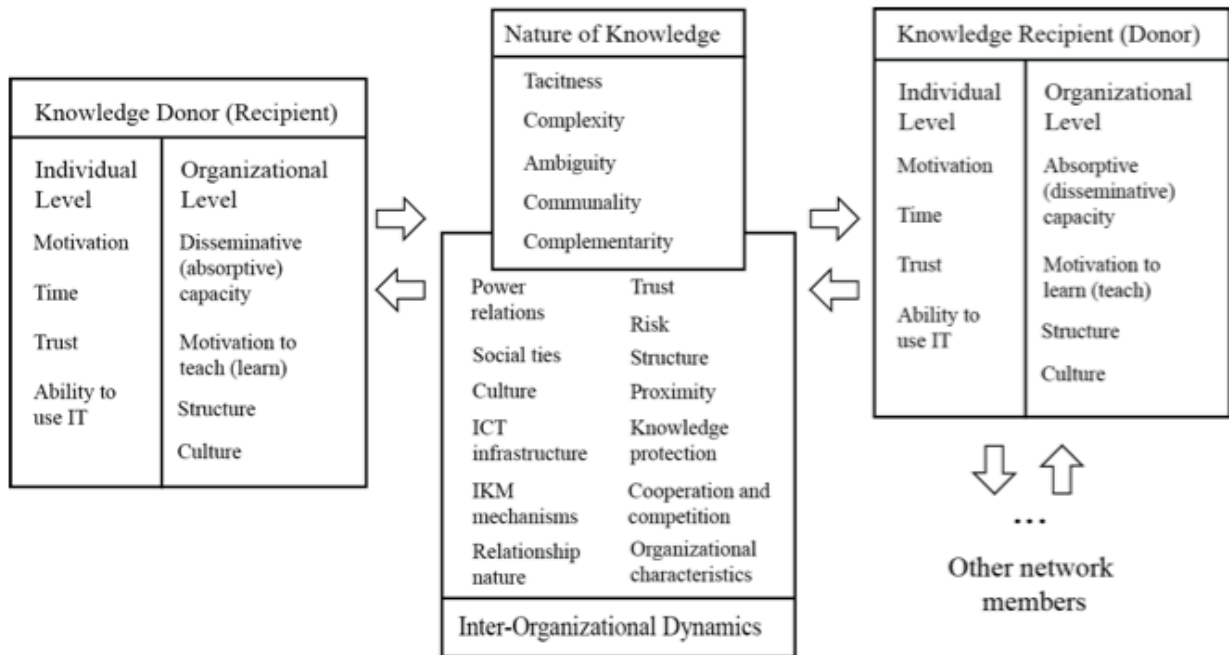 Knowledge Donor (Recipient)
Individual
Level
Motivation
Time
Trust
Ability to
use IT
Organizational
Level
Disseminative
(absorptive)
capacity
Motivation to
teach (learn)
Structure
Culture
Nature of Knowledge
Tacitness
Complexity
Ambiguity
Communality
Complementarity
Power
relations
Social ties
Culture
ICT
infrastructure
IKM
mechanisms
Relationship
nature
Trust
Risk
Structure
Proximity
Knowledge
protection
Cooperation and
competition
Organizational
characteristics
Inter-Organizational Dynamics
Knowledge Recipient (Donor)
Individual
Level
Motivation
Time
Trust
Ability to
use IT
Organizational
Level
Absorptive
(disseminative)
capacity
Motivation to
learn (teach)
Structure
Culture
...
Other network
members